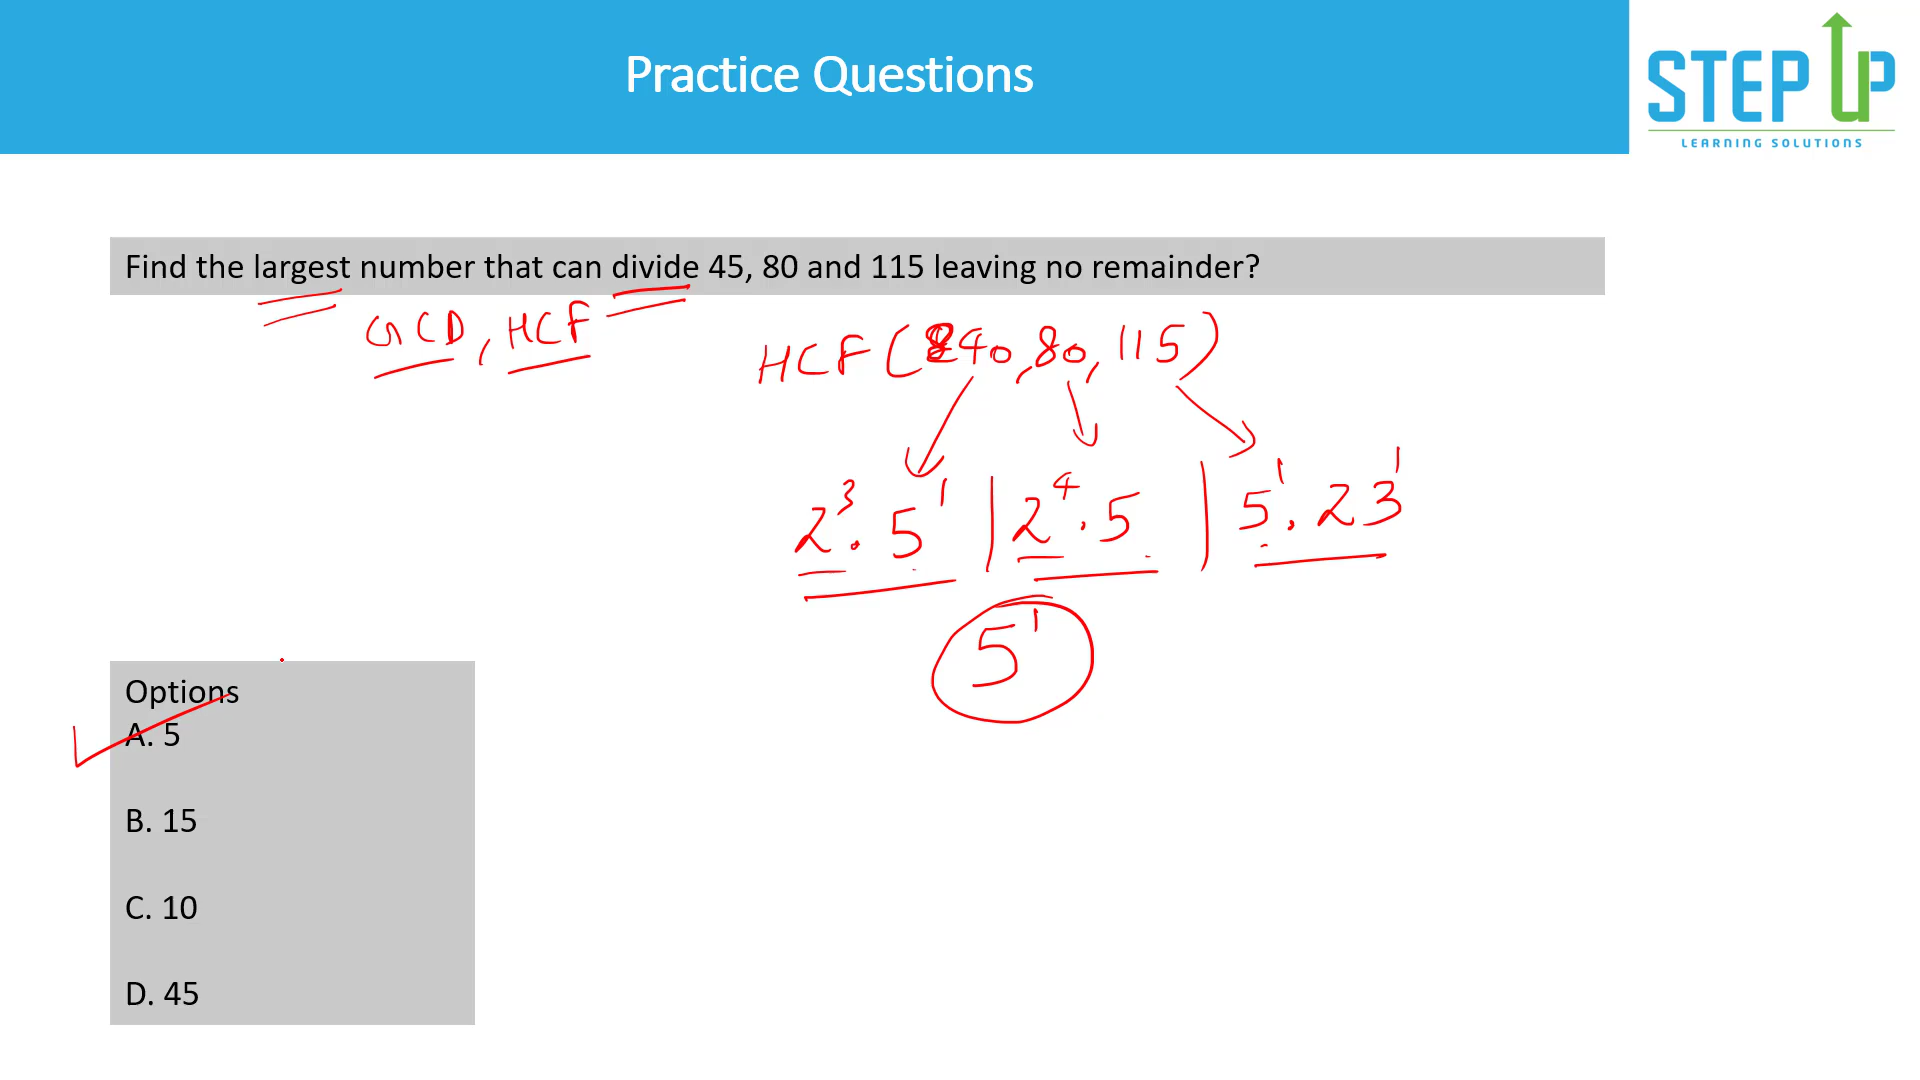 Practice Questions
STEP UP
LEARNING SOLUTIONS
Find the largest number that can divide 45, 80 and 115 leaving no remainder?
GCD, HCF
HCF(40, 80, 115)
2³ . 5¹ | 2⁴ . 5 | 5¹ . 23¹
5¹
Options
A. 5
B. 15
C. 10
D. 45